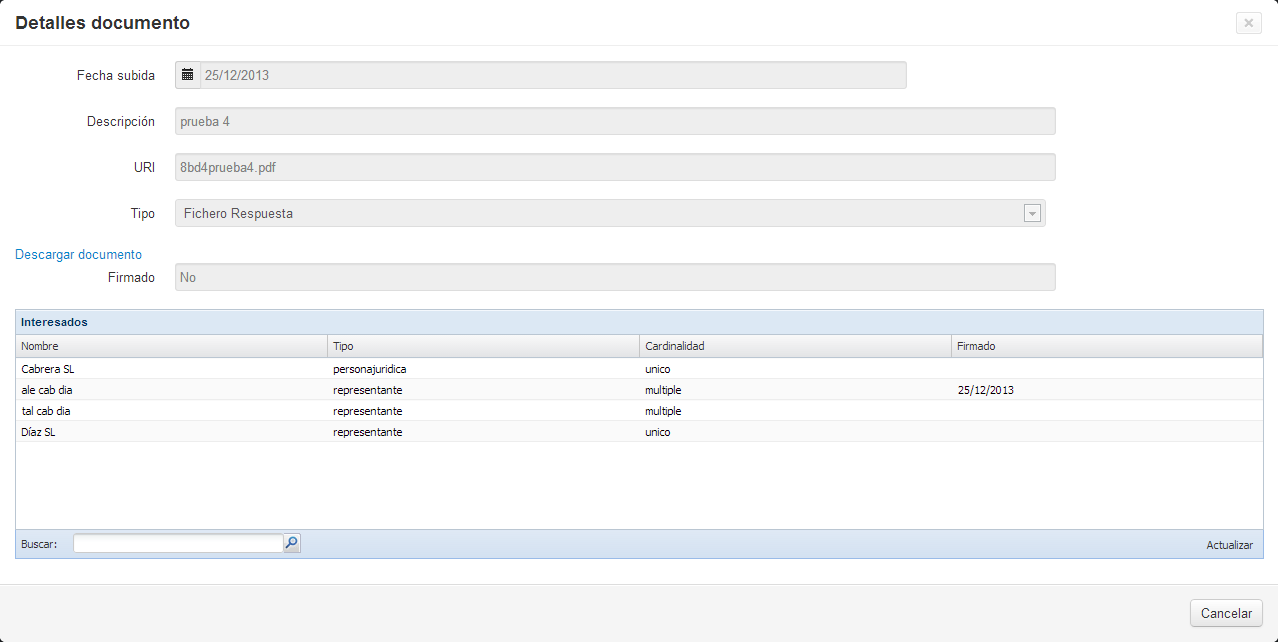 Detalles documento
Fecha subida 25/12/2013
Descripción prueba 4
URI 8bd4prueba4.pdf
Tipo Fichero Respuesta
Descargar documento
Firmado No
Interesados
Nombre Tipo Cardinalidad Firmado
Cabrera SL personajuridica unico
ale cab dia representante multiple 25/12/2013
tal cab dia representante multiple
Díaz SL representante unico
Buscar: Actualizar
Cancelar